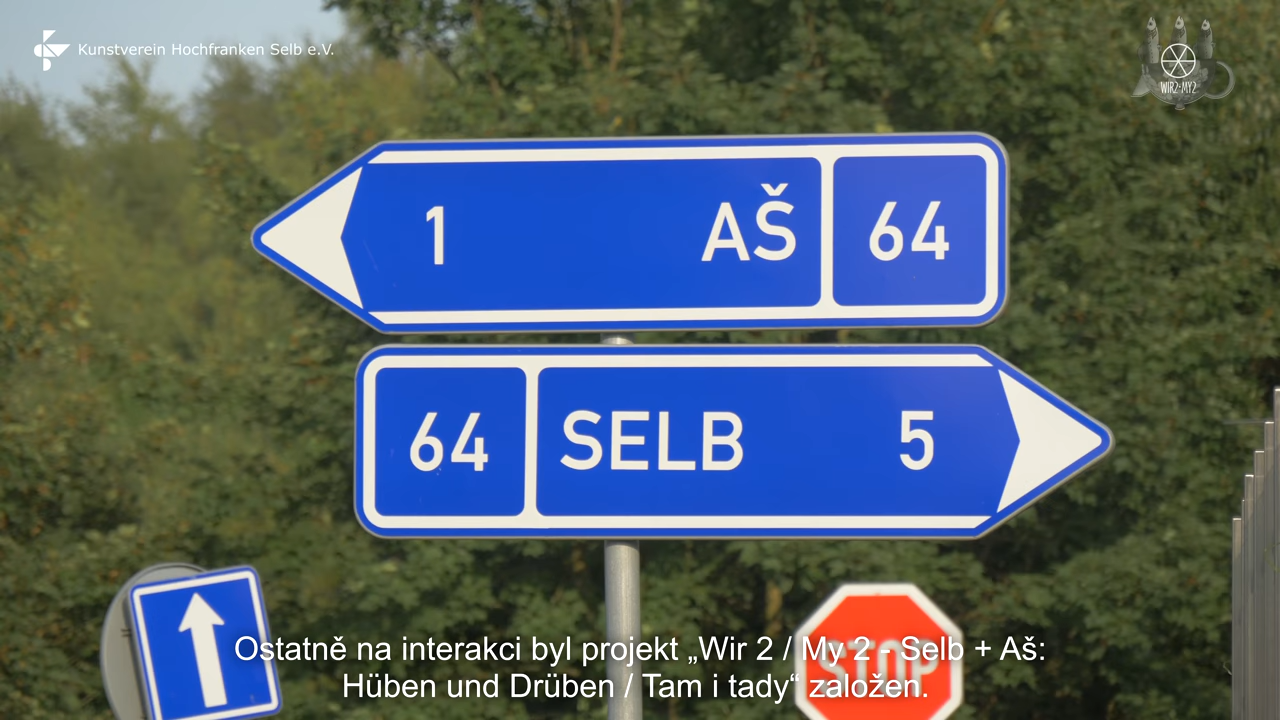 Kunstverein Hochfranken Selb e.V.
WIR2·MY2
1 AŠ 64
64 SELB 5
STOP
Ostatně na interakci byl projekt „Wir 2 / My 2 - Selb + Aš:
Hüben und Drüben / Tam i tady“ založen.